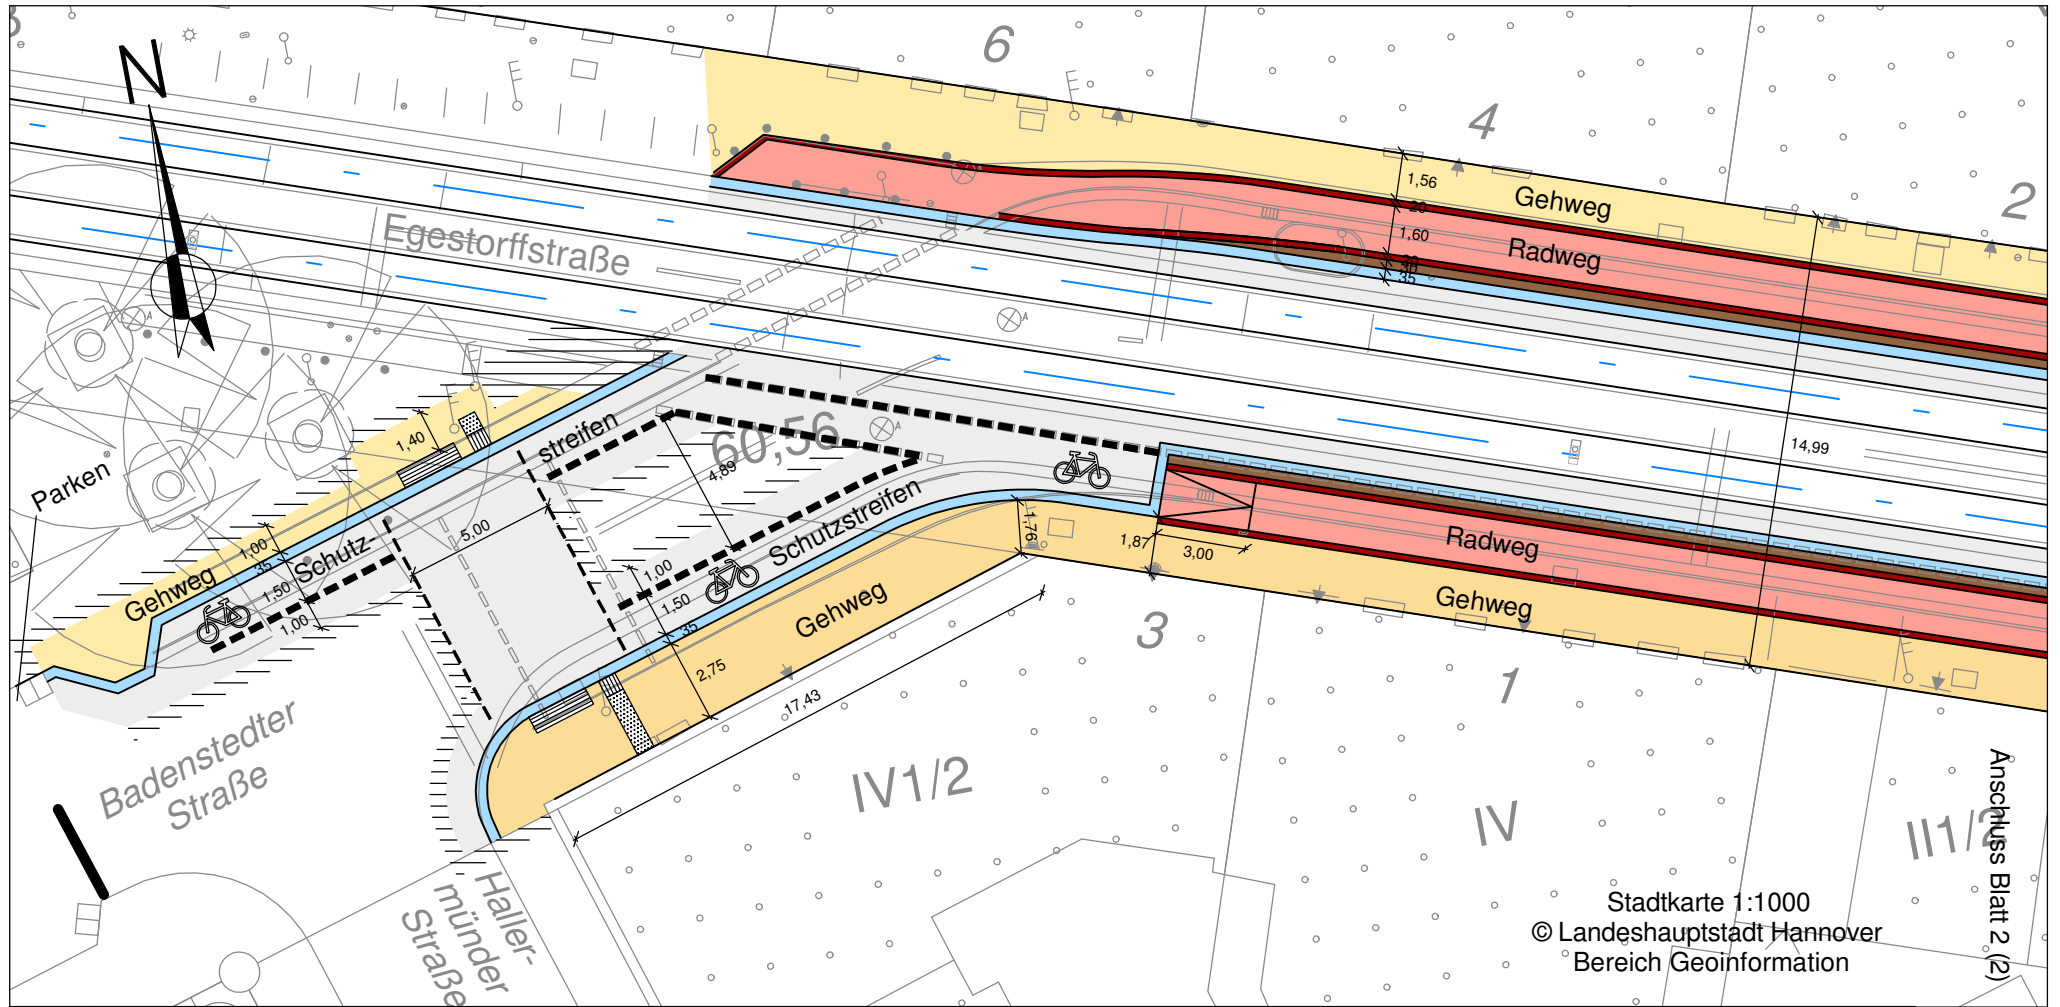 N
6
4
2
1,56
20
1,60
20
30
35
Gehweg
Radweg
Egestorffstraße
A
A
A
A
14,99
60,56
4,89
streifen
1,40
Parken
5,00
1,00
35
Schutz-
1,50
1,00
Gehweg
Schutzstreifen
1,00
1,50
35
2,75
Gehweg
17,43
1,76
1,87
3,00
Radweg
Gehweg
3
1
Badenstedter
Straße
IV1/2
IV
II1/2
Haller-
münder
Straße
Anschluss Blatt 2 (2)
Stadtkarte 1:1000
© Landeshauptstadt Hannover
Bereich Geoinformation